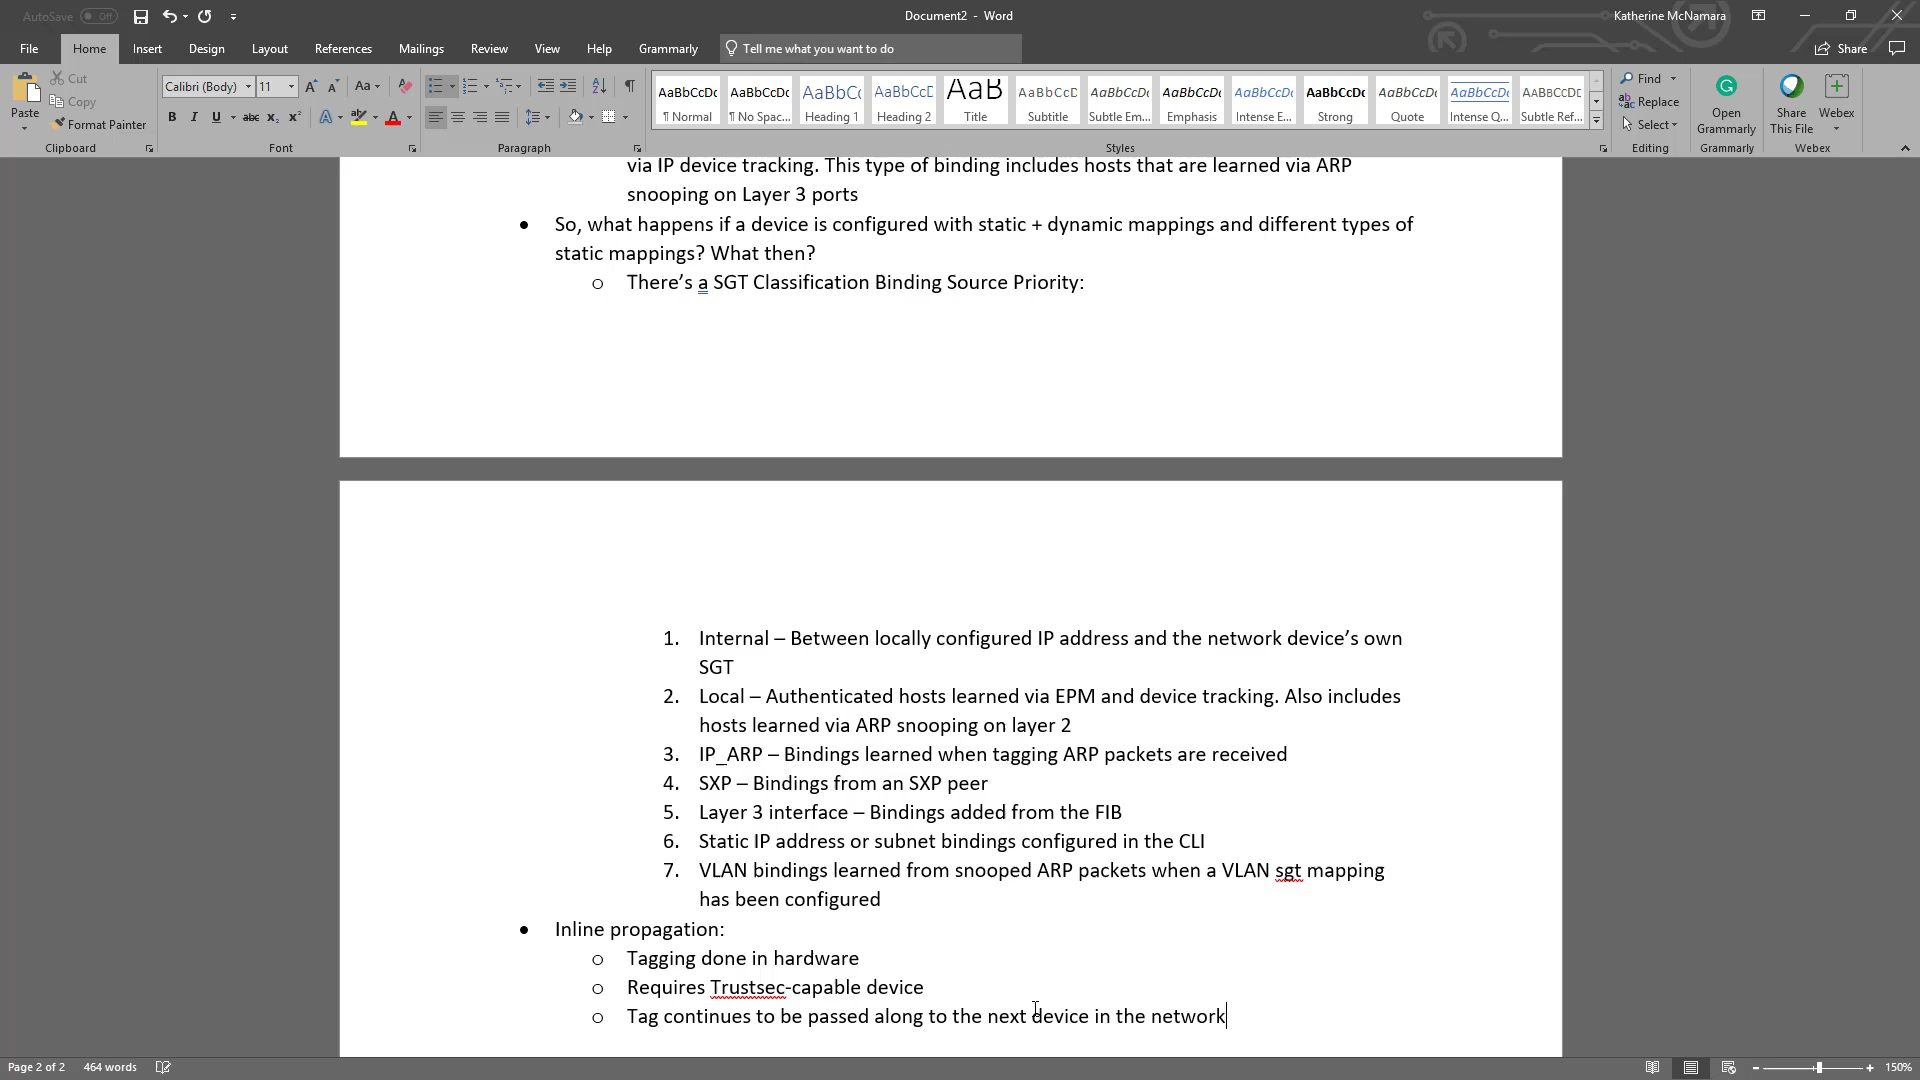 AutoSave Off
Document2 - Word
Katherine McNamara
File Home Insert Design Layout References Mailings Review View Help Grammarly Tell me what you want to do Share
Paste
Cut
Copy
Format Painter
Clipboard
Calibri (Body) 11
Font
Paragraph
AaBbCcDc AaBbCcDc AaBbCc AaBbCcD AaB AaBbCcD AaBbCcDc AaBbCcDc AaBbCcDc AaBbCcDc AaBbCcDc AaBbCcDc AABBCCDD
¶ Normal ¶ No Spac... Heading 1 Heading 2 Title Subtitle Subtle Em... Emphasis Intense E... Strong Quote Intense Q... Subtle Ref...
Styles
Find
Replace
Select
Editing
Open Grammarly
Grammarly
Share This File
Webex
Webex
via IP device tracking. This type of binding includes hosts that are learned via ARP
snooping on Layer 3 ports
• So, what happens if a device is configured with static + dynamic mappings and different types of
static mappings? What then?
o There’s a SGT Classification Binding Source Priority:
1. Internal – Between locally configured IP address and the network device’s own
SGT
2. Local – Authenticated hosts learned via EPM and device tracking. Also includes
hosts learned via ARP snooping on layer 2
3. IP_ARP – Bindings learned when tagging ARP packets are received
4. SXP – Bindings from an SXP peer
5. Layer 3 interface – Bindings added from the FIB
6. Static IP address or subnet bindings configured in the CLI
7. VLAN bindings learned from snooped ARP packets when a VLAN sgt mapping
has been configured
• Inline propagation:
o Tagging done in hardware
o Requires Trustsec-capable device
o Tag continues to be passed along to the next device in the network
Page 2 of 2 464 words
150%